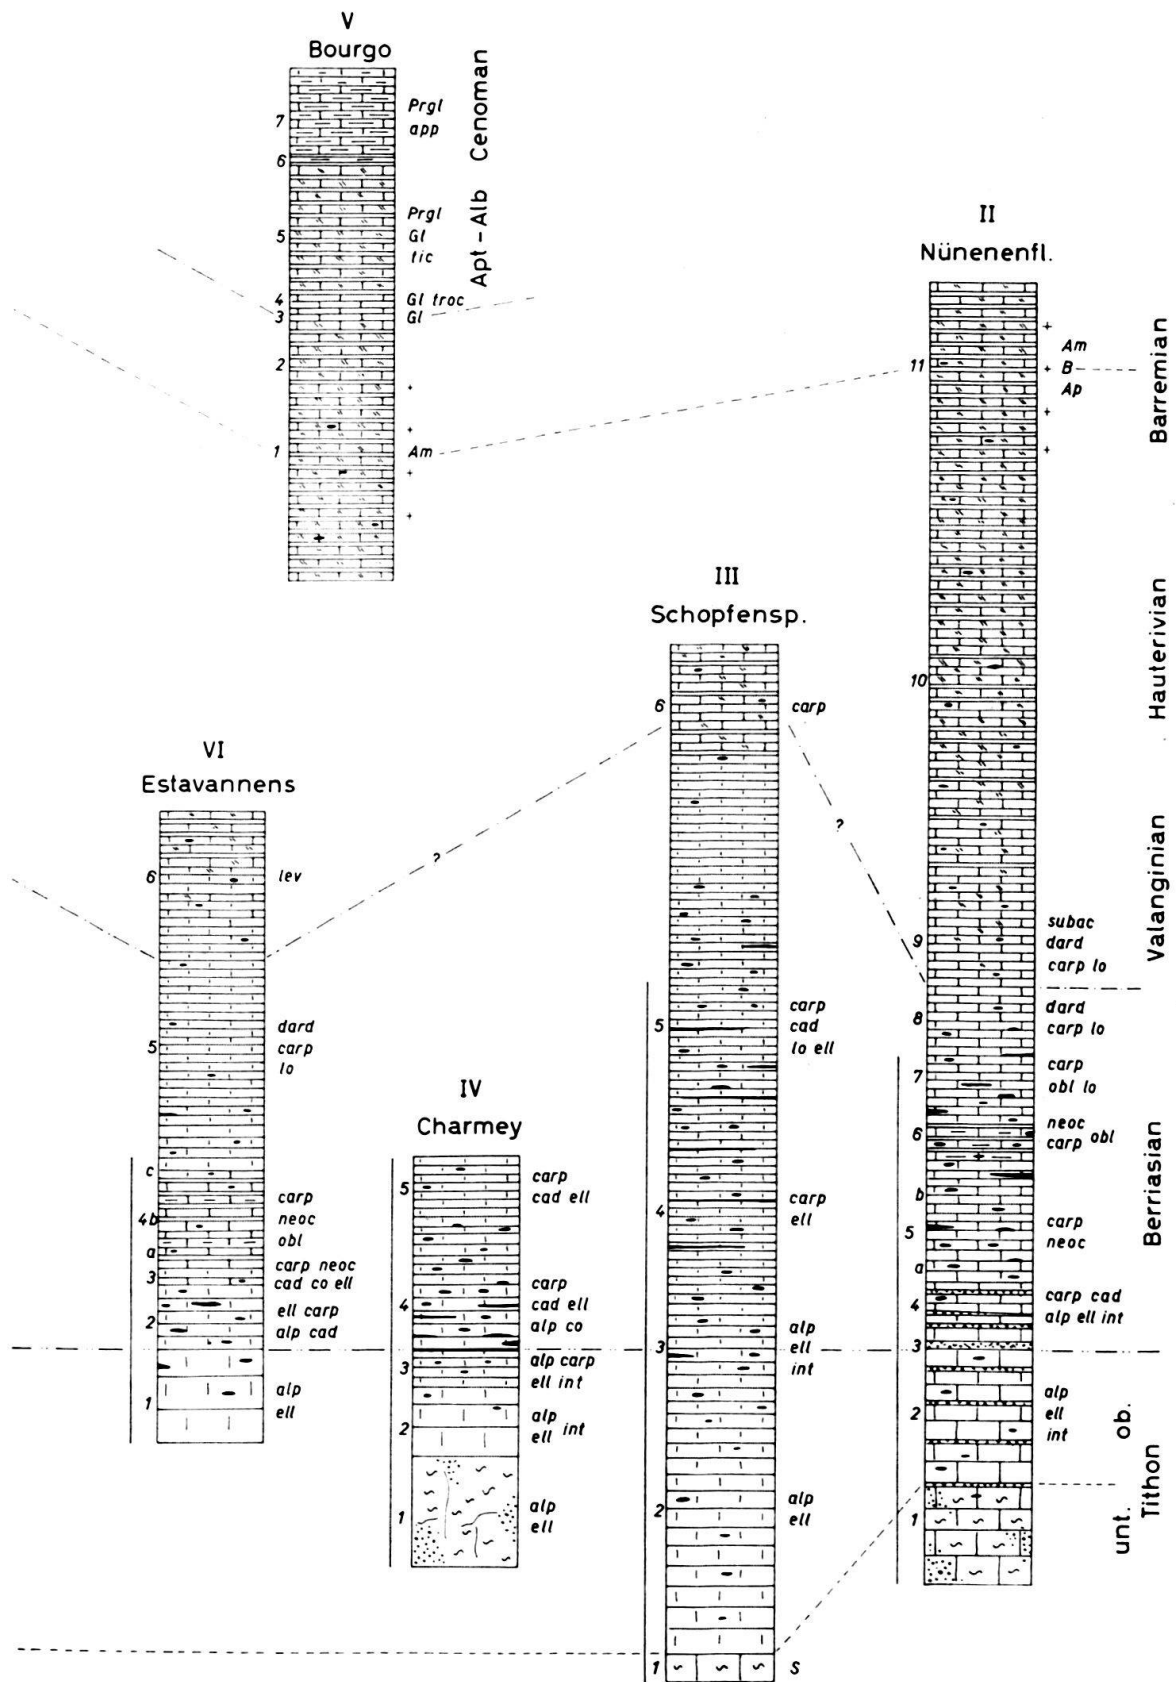 V
Bourgo
7
Prgl
app
6
Cenoman
Prgl
5
Gl
tic
Apt-Alb
4
Gl troc
3
Gl
2
1
Am
II
Nünenenfl.
Am
11
B
Ap
Barremian
10
Hauterivian
subac
9
dard
carp lo
Valanginian
8
dard
carp lo
7
carp
obl lo
6
neoc
carp obl
b
5
carp
neoc
a
Berriasian
4
carp cad
alp ell int
3
2
alp
ell
int
1
unt. ob.
Tithon
III
Schopfensp.
6
carp
?
?
5
carp
cad
lo ell
4
carp
ell
3
alp
ell
int
2
alp
ell
1
S
VI
Estavannens
6
lev
5
dard
carp
lo
c
4b
carp
neoc
obl
a
3
carp neoc
cad co ell
2
ell carp
alp cad
1
alp
ell
IV
Charmey
5
carp
cad ell
4
carp
cad ell
alp co
3
alp carp
ell int
2
alp
ell int
1
alp
ell